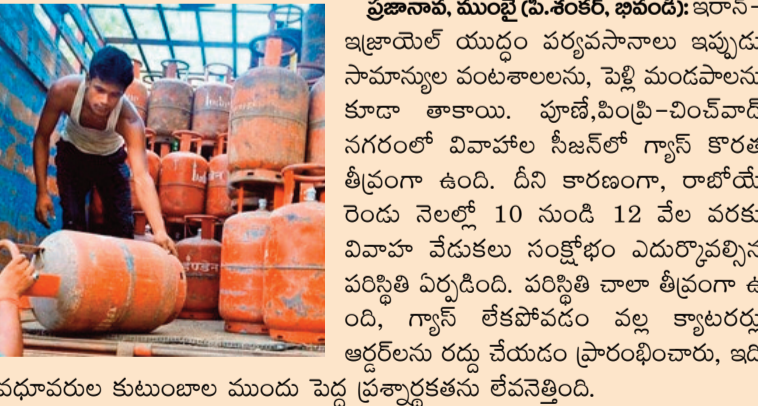 ప్రజానావ, ముంబై (పి.శంకర్, భివండి): ఇరాన్-
ఇజ్రాయెల్ యుద్ధం పర్యవసానాలు ఇప్పుడు
సామాన్యుల వంటశాలలను, పెళ్లి మండపాలను
కూడా తాకాయి. పూణే,పింప్రి-చించ్‌వాడ్
నగరంలో వివాహాల సీజన్‌లో గ్యాస్ కొరత
తీవ్రంగా ఉంది. దీని కారణంగా, రాబోయే
రెండు నెలల్లో 10 నుండి 12 వేల వరకు
వివాహ వేడుకలు సంక్షోభం ఎదుర్కొవల్సిన
పరిస్థితి ఏర్పడింది. పరిస్థితి చాలా తీవ్రంగా ఉ
ంది, గ్యాస్ లేకపోవడం వల్ల క్యాటరర్లు
ఆర్డర్‌లను రద్దు చేయడం ప్రారంభించారు, ఇది
వధూవరుల కుటుంబాల ముందు పెద్ద ప్రశ్నార్థకతను లేవనెత్తింది.